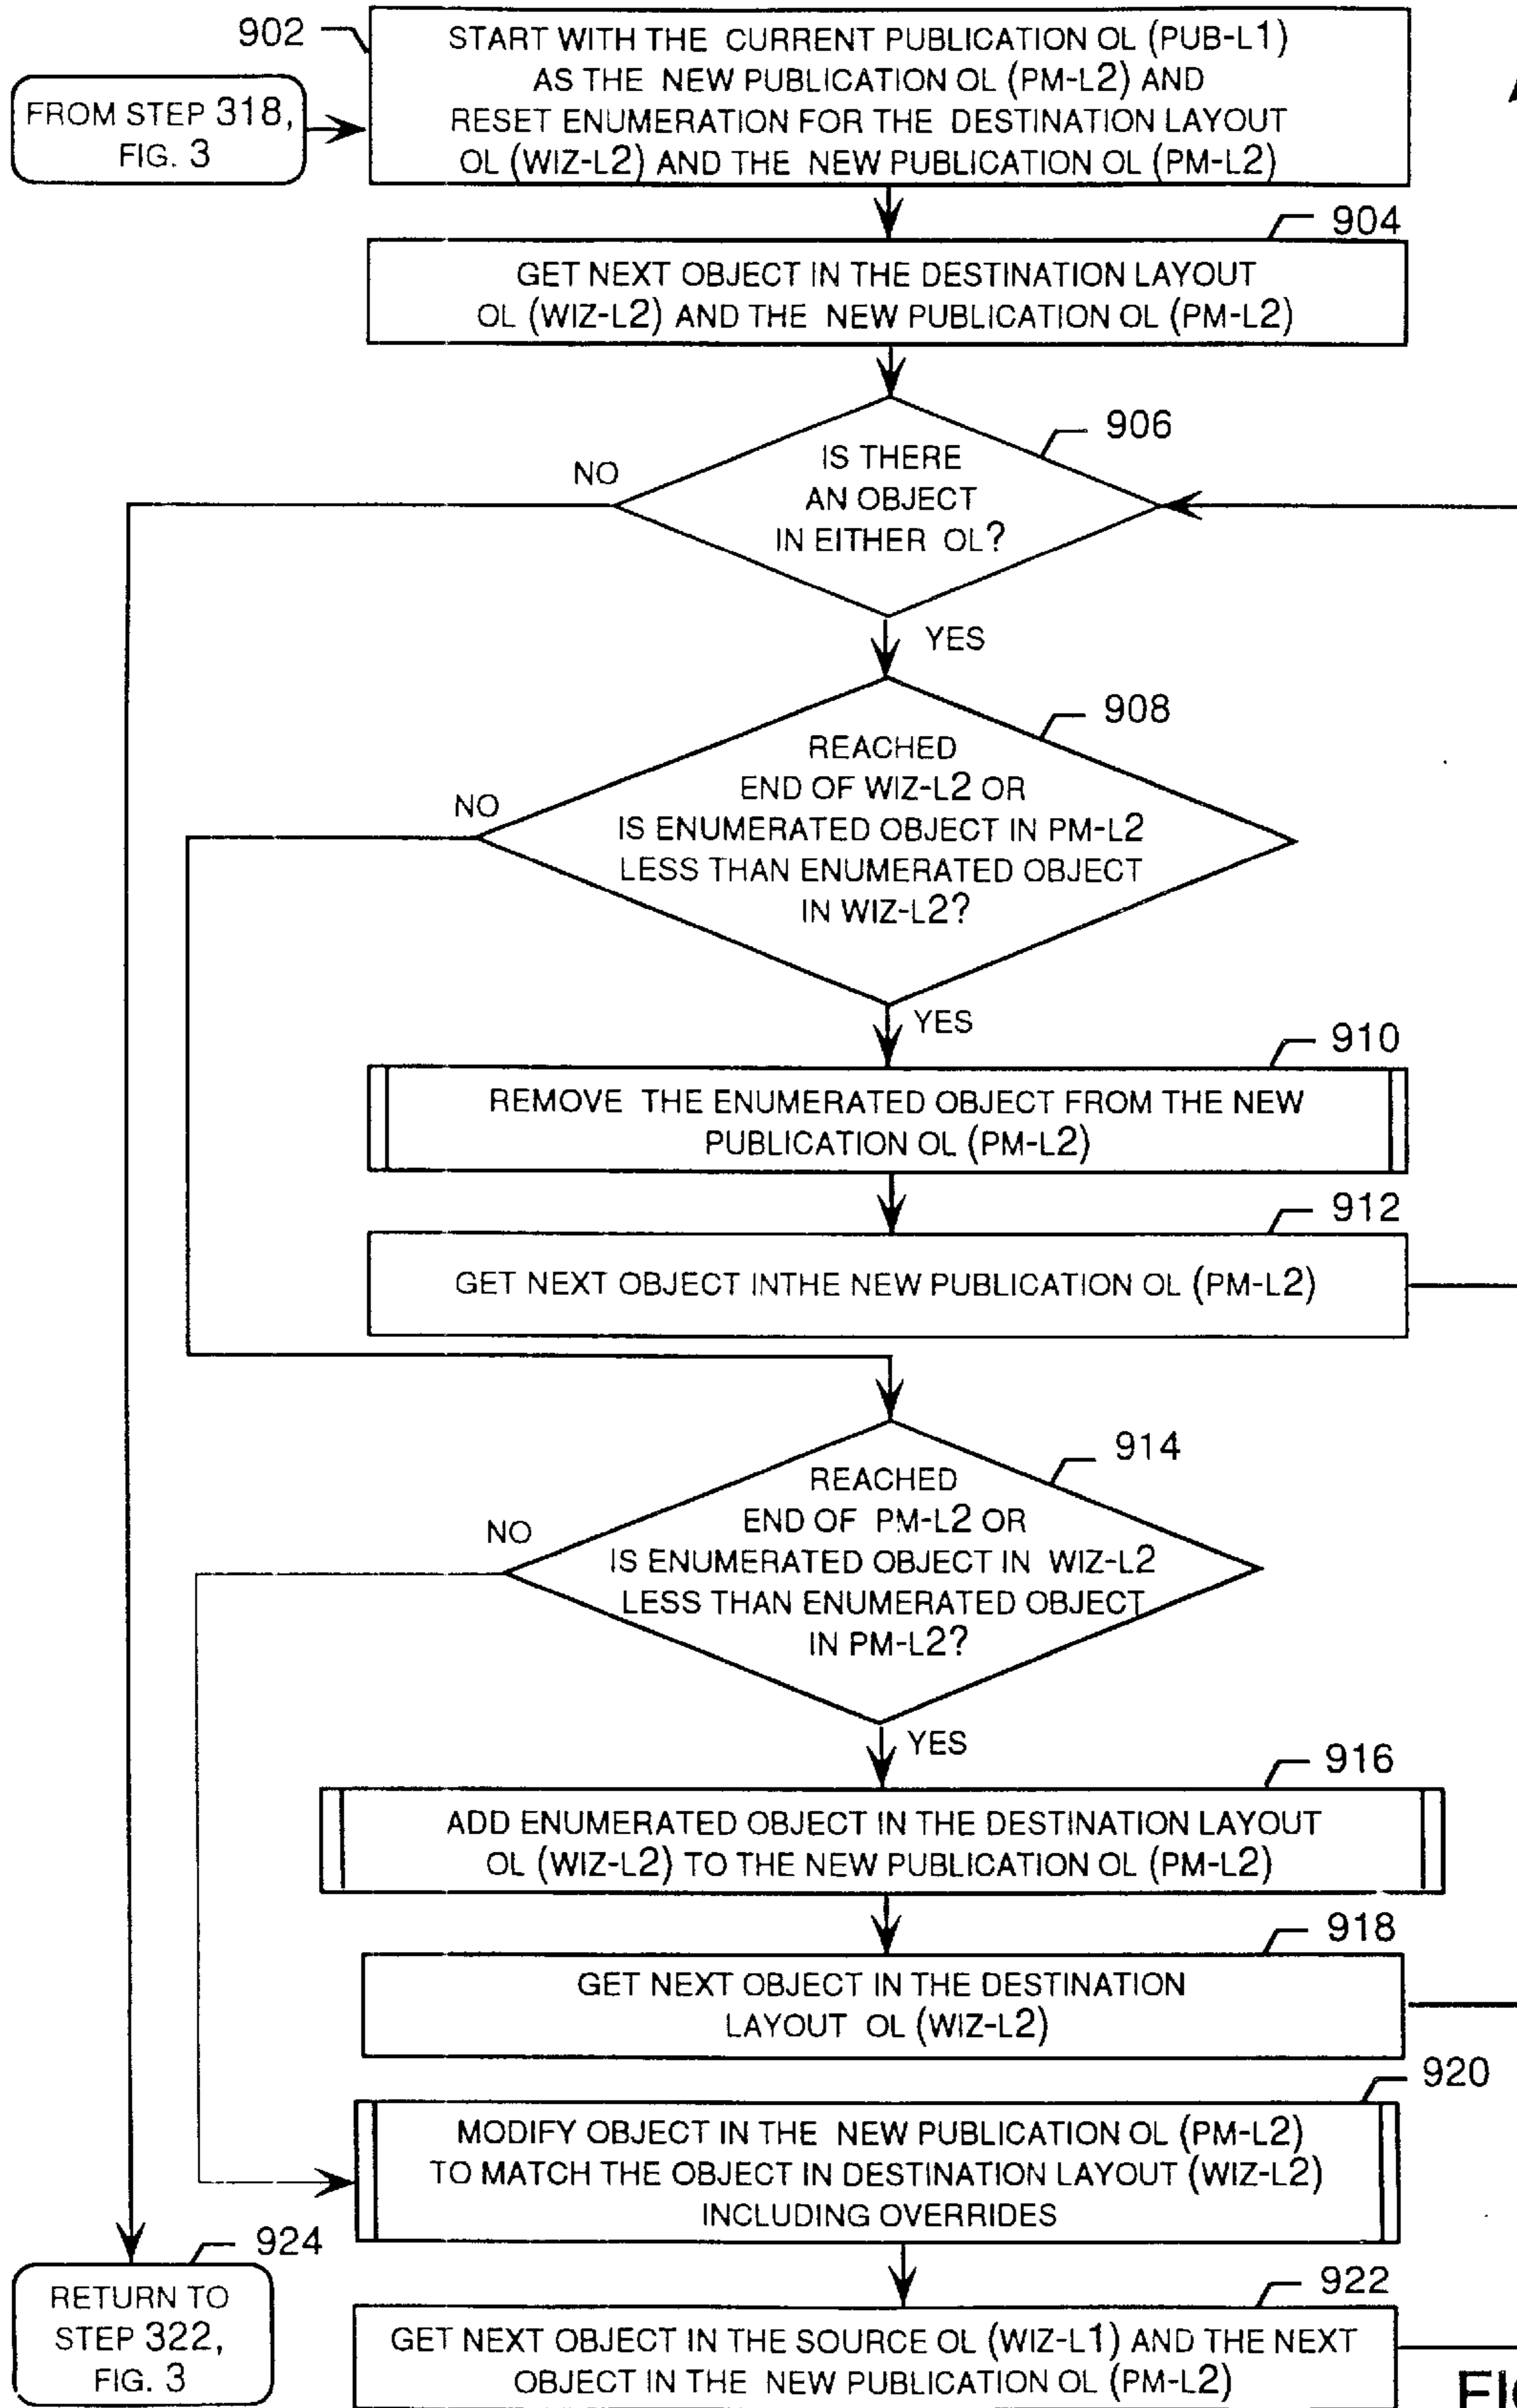 902
START WITH THE CURRENT PUBLICATION OL (PUB-L1)
AS THE NEW PUBLICATION OL (PM-L2) AND
RESET ENUMERATION FOR THE DESTINATION LAYOUT
OL (WIZ-L2) AND THE NEW PUBLICATION OL (PM-L2)
FROM STEP 318,
FIG. 3
904
GET NEXT OBJECT IN THE DESTINATION LAYOUT
OL (WIZ-L2) AND THE NEW PUBLICATION OL (PM-L2)
906
IS THERE
AN OBJECT
IN EITHER OL?
NO
YES
908
REACHED
END OF WIZ-L2 OR
IS ENUMERATED OBJECT IN PM-L2
LESS THAN ENUMERATED OBJECT
IN WIZ-L2?
NO
YES
910
REMOVE THE ENUMERATED OBJECT FROM THE NEW
PUBLICATION OL (PM-L2)
912
GET NEXT OBJECT INTHE NEW PUBLICATION OL (PM-L2)
914
REACHED
END OF PM-L2 OR
IS ENUMERATED OBJECT IN WIZ-L2
LESS THAN ENUMERATED OBJECT
IN PM-L2?
NO
YES
916
ADD ENUMERATED OBJECT IN THE DESTINATION LAYOUT
OL (WIZ-L2) TO THE NEW PUBLICATION OL (PM-L2)
918
GET NEXT OBJECT IN THE DESTINATION
LAYOUT OL (WIZ-L2)
920
MODIFY OBJECT IN THE NEW PUBLICATION OL (PM-L2)
TO MATCH THE OBJECT IN DESTINATION LAYOUT (WIZ-L2)
INCLUDING OVERRIDES
924
RETURN TO
STEP 322,
FIG. 3
922
GET NEXT OBJECT IN THE SOURCE OL (WIZ-L1) AND THE NEXT
OBJECT IN THE NEW PUBLICATION OL (PM-L2)